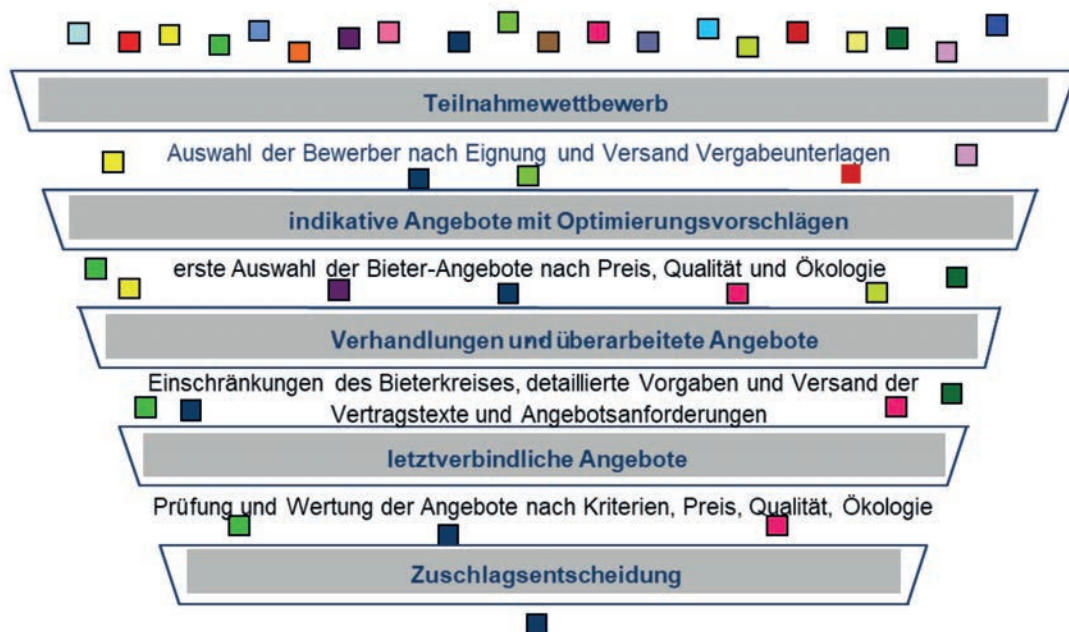 Teilnahmewettbewerb
Auswahl der Bewerber nach Eignung und Versand Vergabeunterlagen
indikative Angebote mit Optimierungsvorschlägen
erste Auswahl der Bieter-Angebote nach Preis, Qualität und Ökologie
Verhandlungen und überarbeitete Angebote
Einschränkungen des Bieterkreises, detaillierte Vorgaben und Versand der
Vertragstexte und Angebotsanforderungen
letztverbindliche Angebote
Prüfung und Wertung der Angebote nach Kriterien, Preis, Qualität, Ökologie
Zuschlagsentscheidung